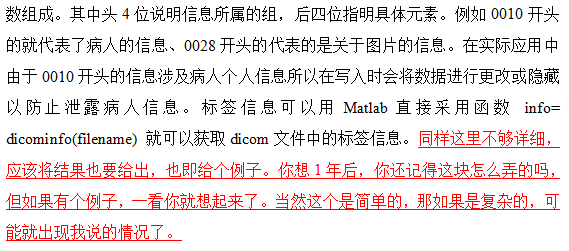 数组成。其中头 4 位说明信息所属的组，后四位指明具体元素。例如 0010 开头
的就代表了病人的信息、0028 开头的代表的是关于图片的信息。在实际应用中
由于 0010 开头的信息涉及病人个人信息所以在写入时会将数据进行更改或隐藏
以防止泄露病人信息。标签信息可以用 Matlab 直接采用函数 info=
dicominfo(filename) 就可以获取 dicom 文件中的标签信息。同样这里不够详细，
应该将结果也要给出，也即给个例子。你想 1 年后，你还记得这块怎么弄的吗，
但如果有个例子，一看你就想起来了。当然这个是简单的，那如果是复杂的，可
能就出现我说的情况了。